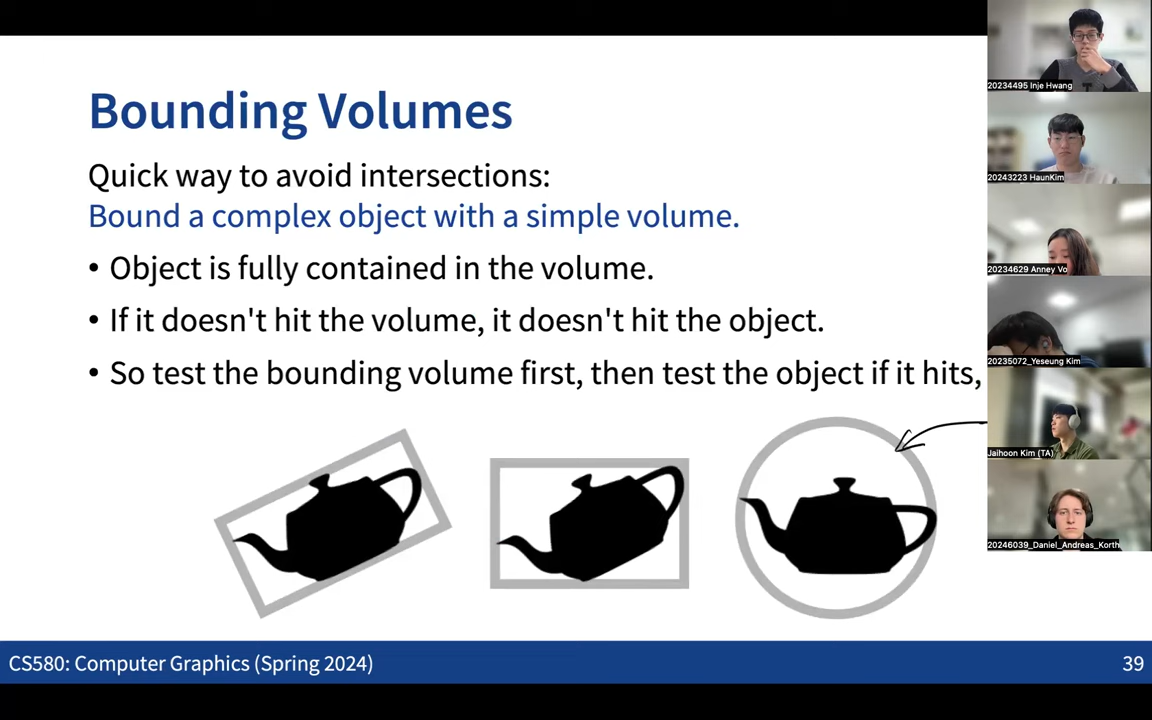 Bounding Volumes
Quick way to avoid intersections:
Bound a complex object with a simple volume.
• Object is fully contained in the volume.
• If it doesn't hit the volume, it doesn't hit the object.
• So test the bounding volume first, then test the object if it hits,
CS580: Computer Graphics (Spring 2024)
39
20234495 Inje Hwang
20243223 HaunKim
20234629 Anney Vo
20235072_Yeseung Kim
Jaihoon Kim (TA)
20246039_Daniel_Andreas_Korth